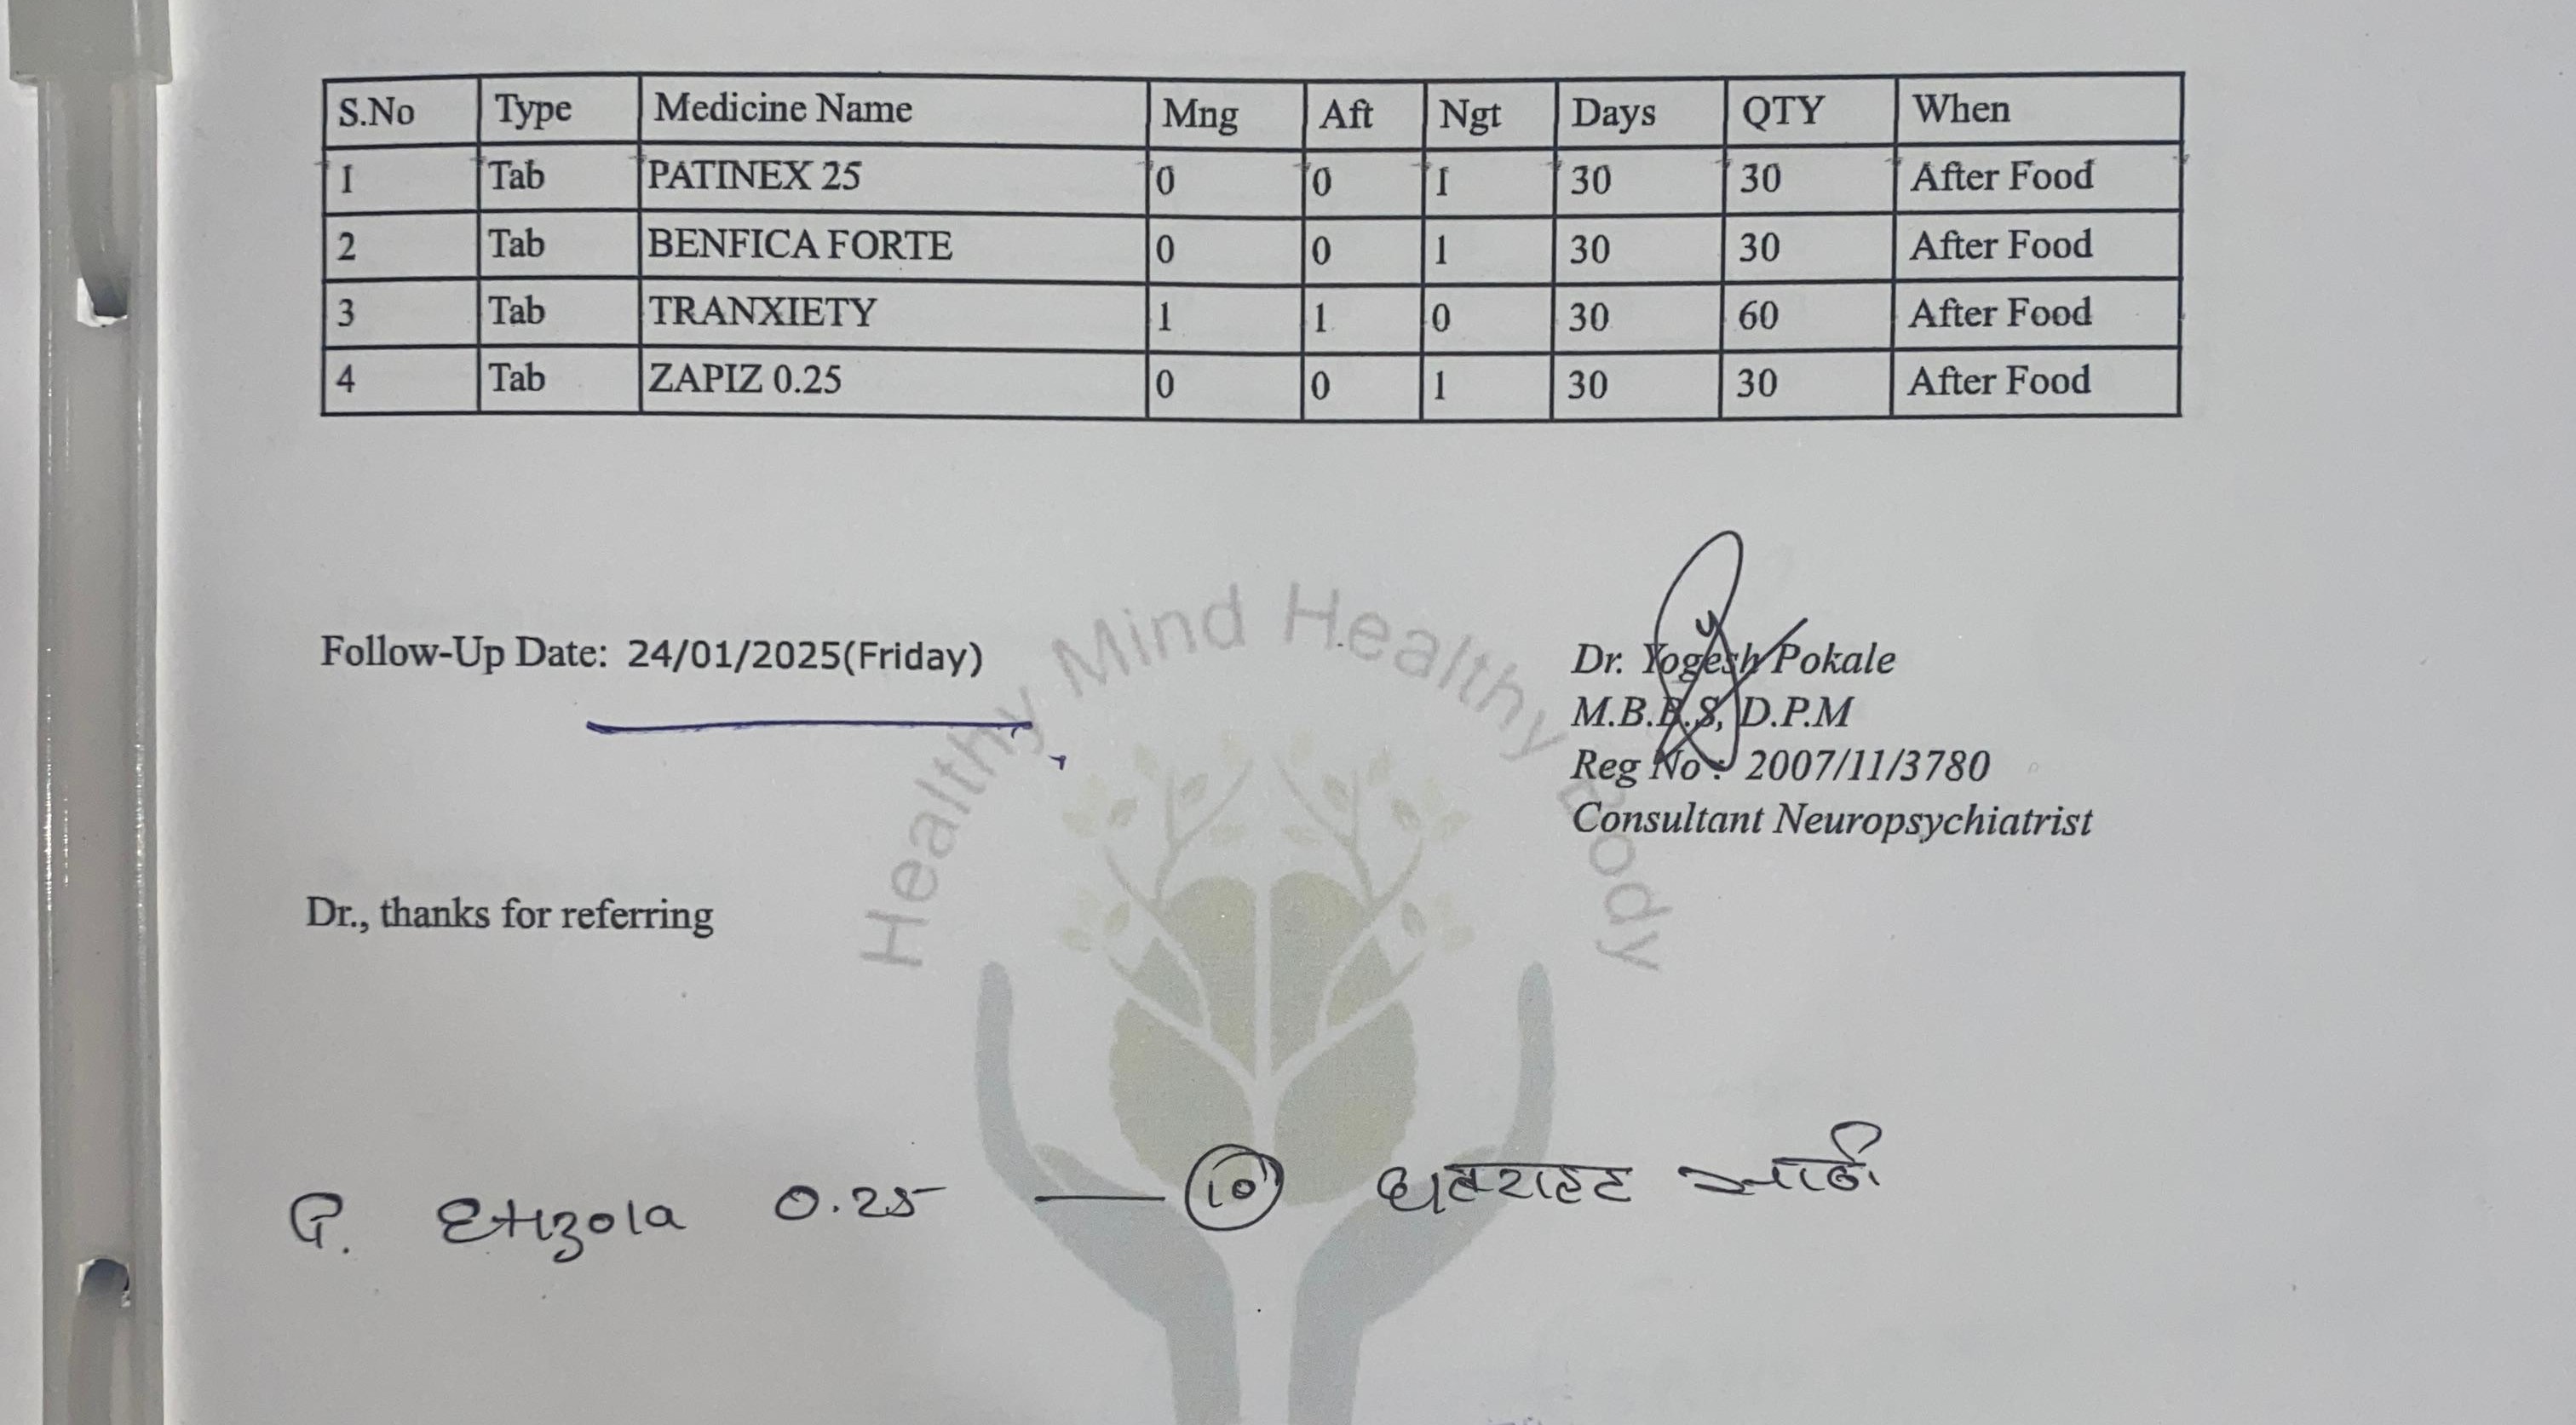 S.No Type Medicine Name Mng Aft Ngt Days QTY When
1 Tab PATINEX 25 0 0 1 30 30 After Food
2 Tab BENFICA FORTE 0 0 1 30 30 After Food
3 Tab TRANXIETY 1 1 0 30 60 After Food
4 Tab ZAPIZ 0.25 0 0 1 30 30 After Food
Follow-Up Date: 24/01/2025(Friday)
Dr. Yogesh Pokale
M.B.B.S, D.P.M
Reg No : 2007/11/3780
Consultant Neuropsychiatrist
Healthy Mind Healthy Body
Dr., thanks for referring
Etizola 0.25 — 10 घबराहट साठी